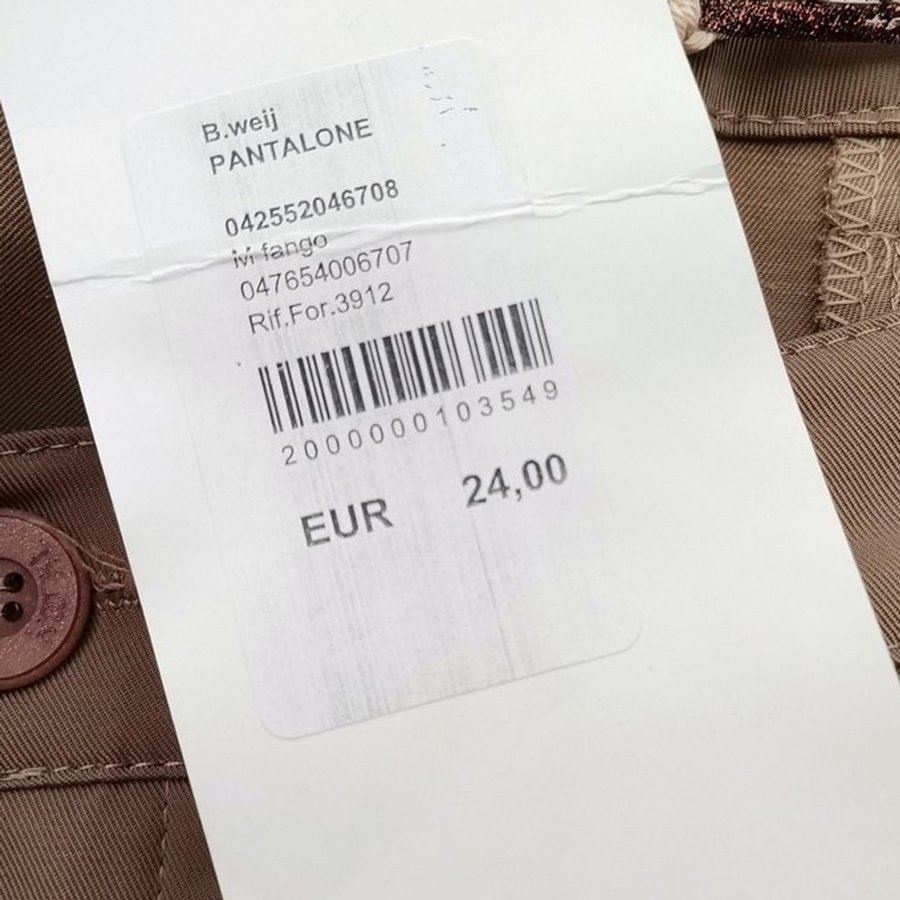 B.weij
PANTALONE
042552046708
M fango
047654006707
Rif.For.3912
2000000103549
EUR 24,00